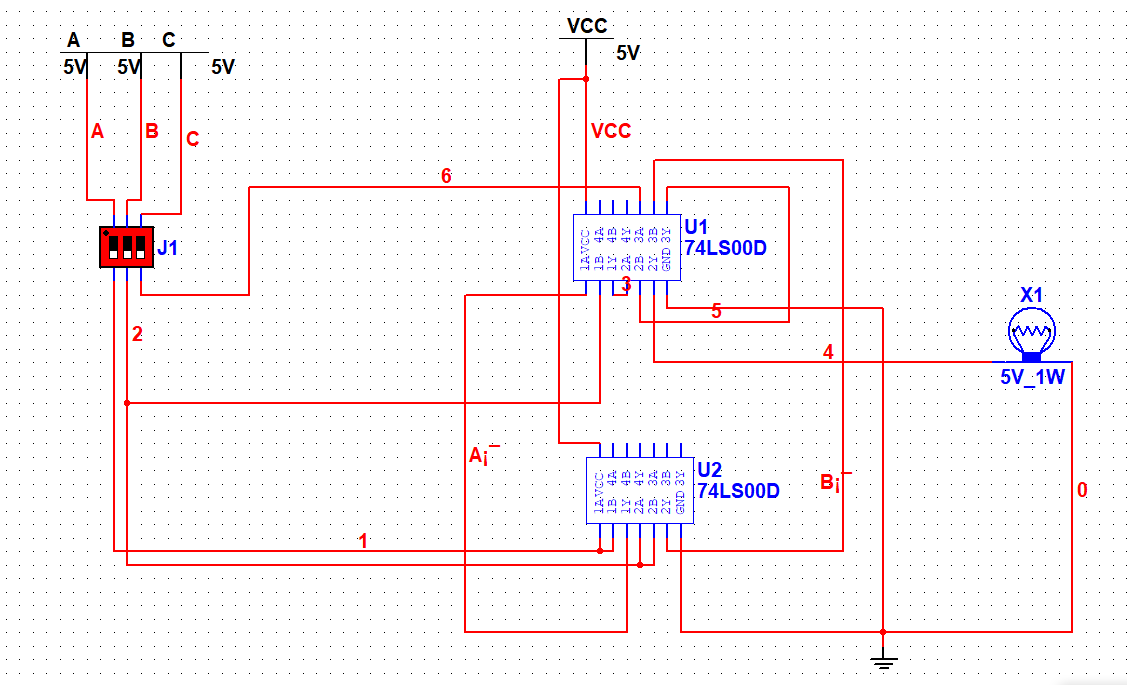 A B C
5V 5V 5V
VCC
5V
A B C
VCC
6
J1
U1
74LS00D
1A VCC
1B 4A
1Y 4B
2A 4Y
2B 3A
2Y 3B
GND 3Y
3
5
2
X1
4
5V_1W
A¡¯
U2
74LS00D
1A VCC
1B 4A
1Y 4B
2A 4Y
2B 3A
2Y 3B
GND 3Y
B¡¯
0
1